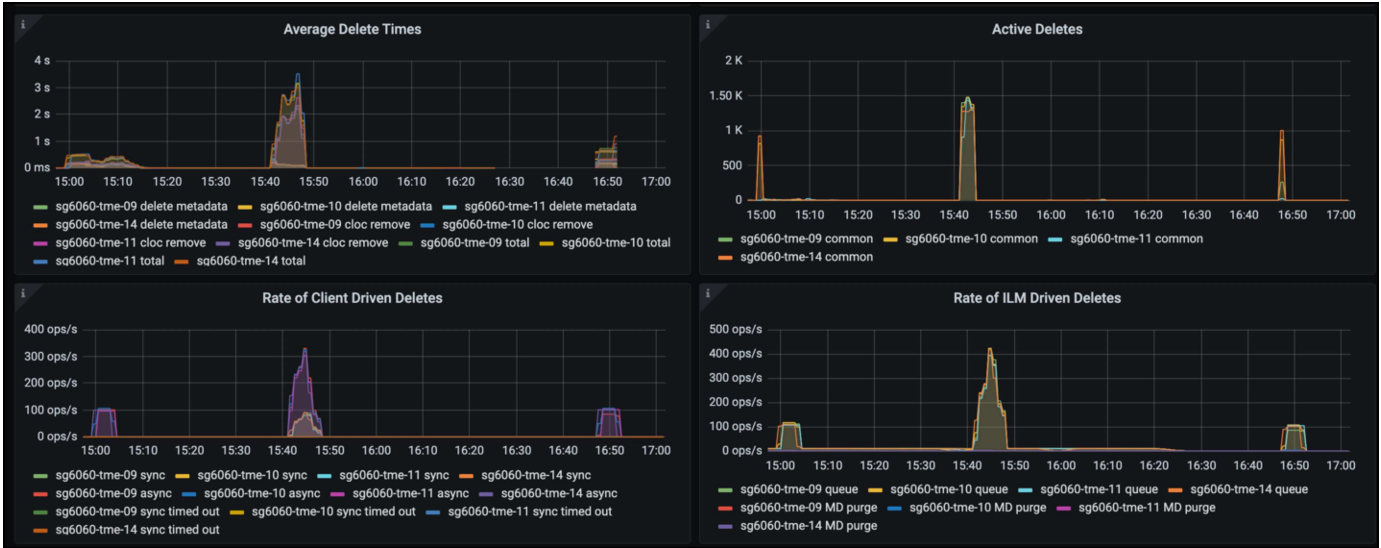 Average Delete Times
4 s
3 s
2 s
1 s
0 ms
15:00 15:10 15:20 15:30 15:40 15:50 16:00 16:10 16:20 16:30 16:40 16:50 17:00
sg6060-tme-09 delete metadata sg6060-tme-10 delete metadata sg6060-tme-11 delete metadata
sg6060-tme-14 delete metadata sg6060-tme-09 cloc remove sg6060-tme-10 cloc remove
sg6060-tme-11 cloc remove sg6060-tme-14 cloc remove sg6060-tme-09 total sg6060-tme-10 total
sg6060-tme-11 total sg6060-tme-14 total
Active Deletes
2 K
1.50 K
1 K
500
0
15:00 15:10 15:20 15:30 15:40 15:50 16:00 16:10 16:20 16:30 16:40 16:50 17:00
sg6060-tme-09 common sg6060-tme-10 common sg6060-tme-11 common
sg6060-tme-14 common
Rate of Client Driven Deletes
400 ops/s
300 ops/s
200 ops/s
100 ops/s
0 ops/s
15:00 15:10 15:20 15:30 15:40 15:50 16:00 16:10 16:20 16:30 16:40 16:50 17:00
sg6060-tme-09 sync sg6060-tme-10 sync sg6060-tme-11 sync sg6060-tme-14 sync
sg6060-tme-09 async sg6060-tme-10 async sg6060-tme-11 async sg6060-tme-14 async
sg6060-tme-09 sync timed out sg6060-tme-10 sync timed out sg6060-tme-11 sync timed out
sg6060-tme-14 sync timed out
Rate of ILM Driven Deletes
500 ops/s
400 ops/s
300 ops/s
200 ops/s
100 ops/s
0 ops/s
15:00 15:10 15:20 15:30 15:40 15:50 16:00 16:10 16:20 16:30 16:40 16:50 17:00
sg6060-tme-09 queue sg6060-tme-10 queue sg6060-tme-11 queue sg6060-tme-14 queue
sg6060-tme-09 MD purge sg6060-tme-10 MD purge sg6060-tme-11 MD purge
sg6060-tme-14 MD purge